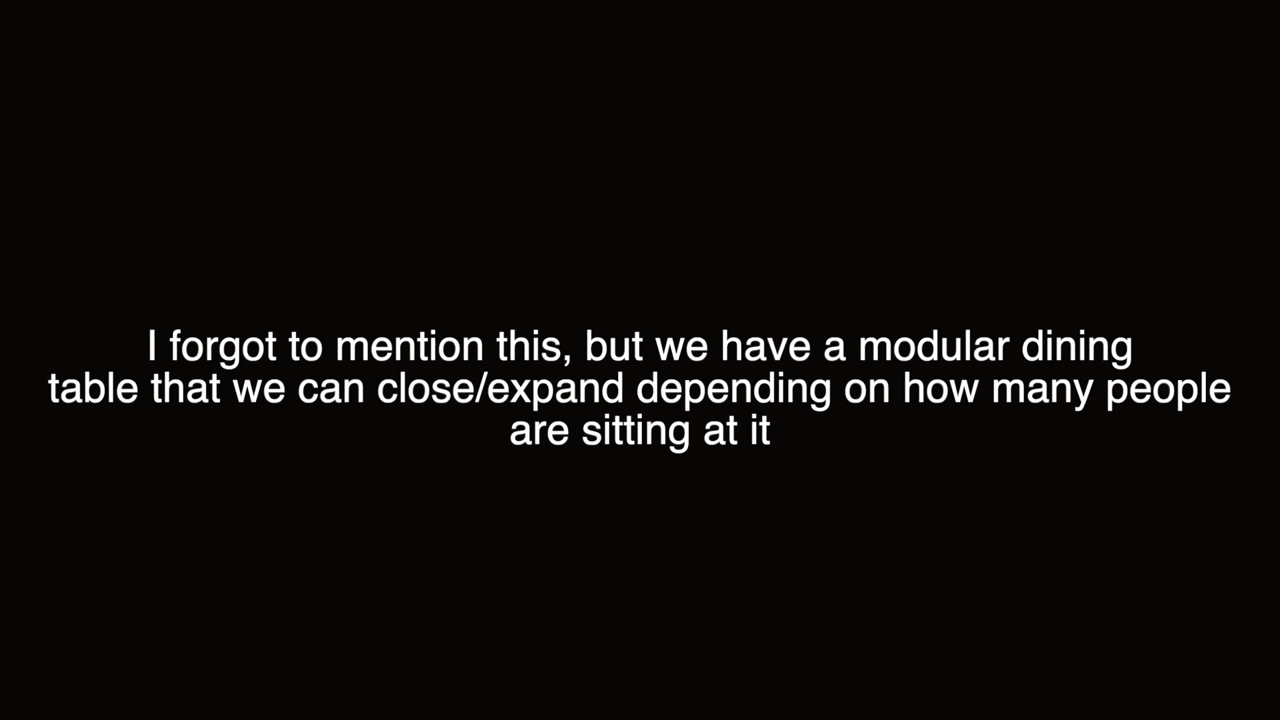 I forgot to mention this, but we have a modular dining
table that we can close/expand depending on how many people
are sitting at it